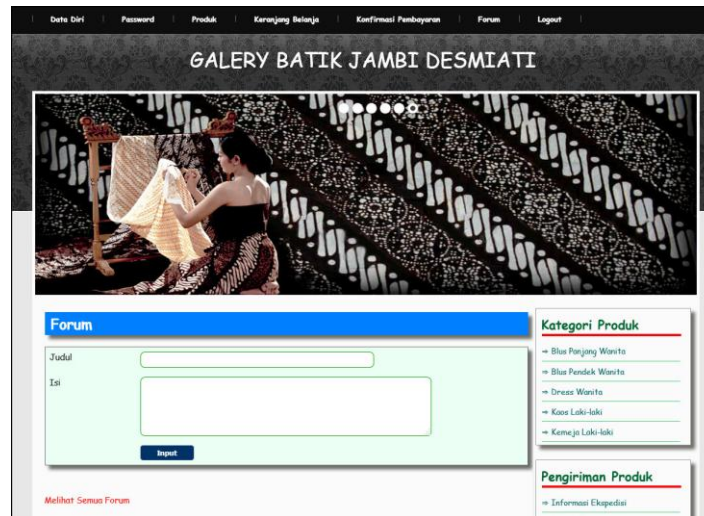 Data Diri Password Produk Keranjang Belanja Konfirmasi Pembayaran Forum Logout
GALERY BATIK JAMBI DESMIATI
Forum
Judul
Isi
Input
Melihat Semua Forum
Kategori Produk
⇒ Blus Panjang Wanita
⇒ Blus Pendek Wanita
⇒ Dress Wanita
⇒ Kaos Laki-laki
⇒ Kemeja Laki-laki
Pengiriman Produk
⇒ Informasi Ekspedisi